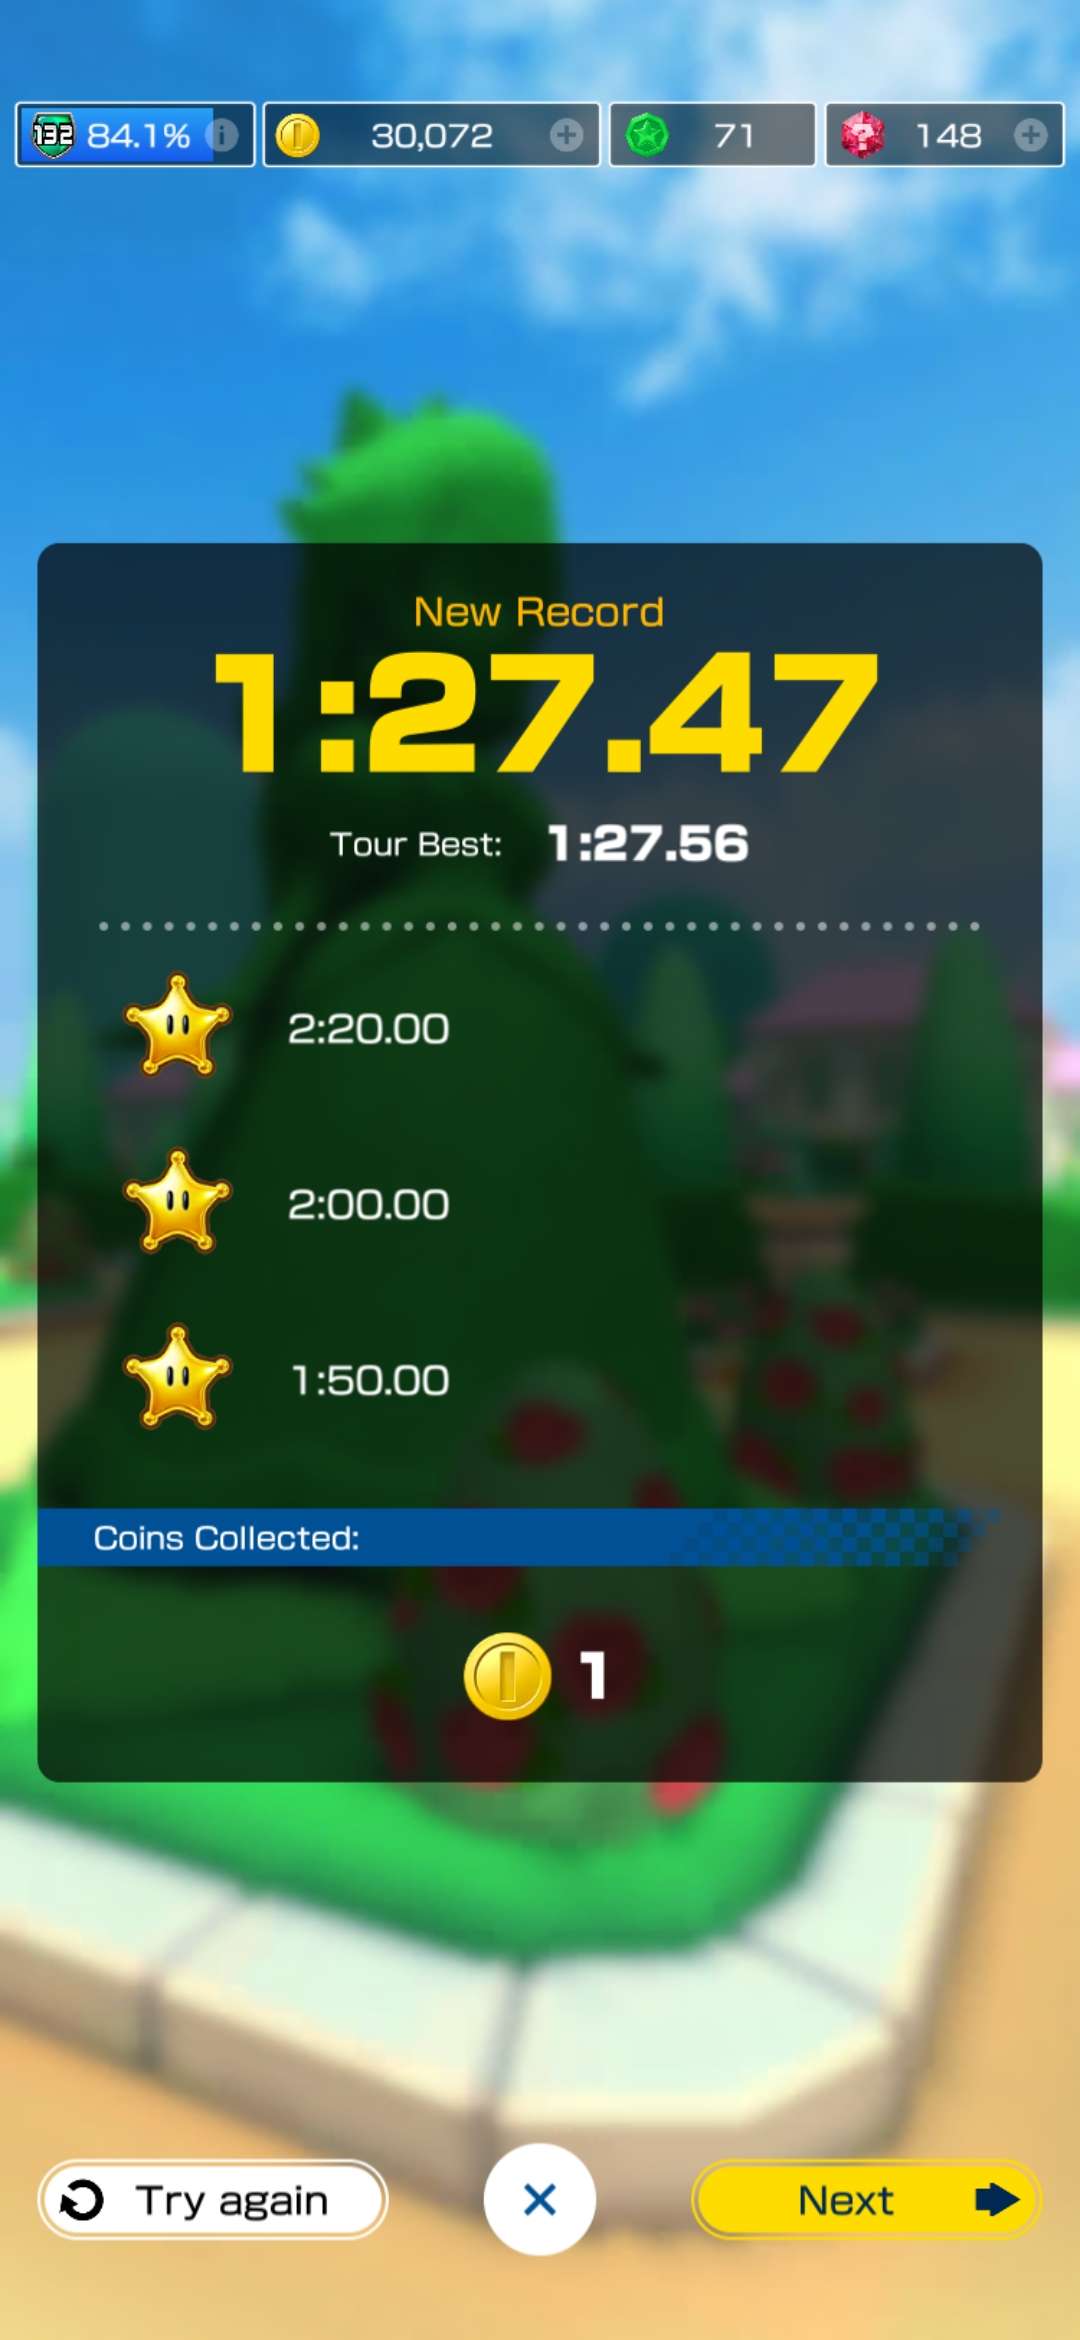 132 84.1% i 30,072 + 71 ? 148 +
New Record
1:27.47
Tour Best: 1:27.56
2:20.00
2:00.00
1:50.00
Coins Collected:
1
Try again × Next